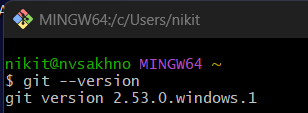 MINGW64:/c/Users/nikit
nikit@nvsakhno MINGW64 ~
$ git --version
git version 2.53.0.windows.1